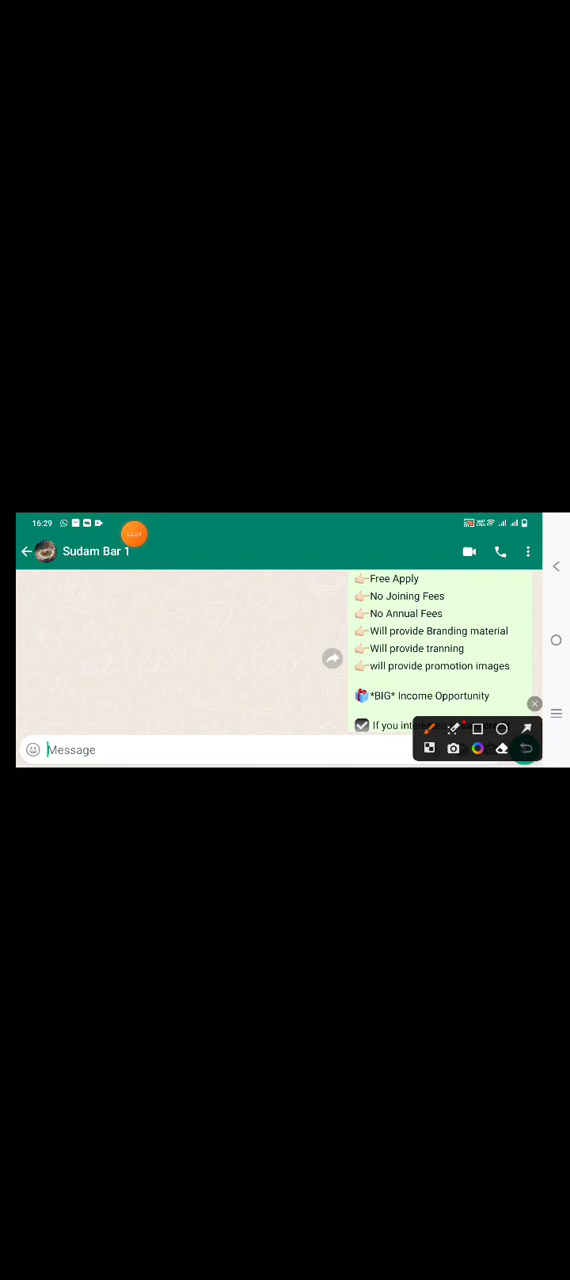 16:29
Sudam Bar 1
👉🏻Free Apply
👉🏻No Joining Fees
👉🏻No Annual Fees
👉🏻Will provide Branding material
👉🏻Will provide tranning
👉🏻will provide promotion images
🎁*BIG* Income Opportunity
☑️ If you
Message